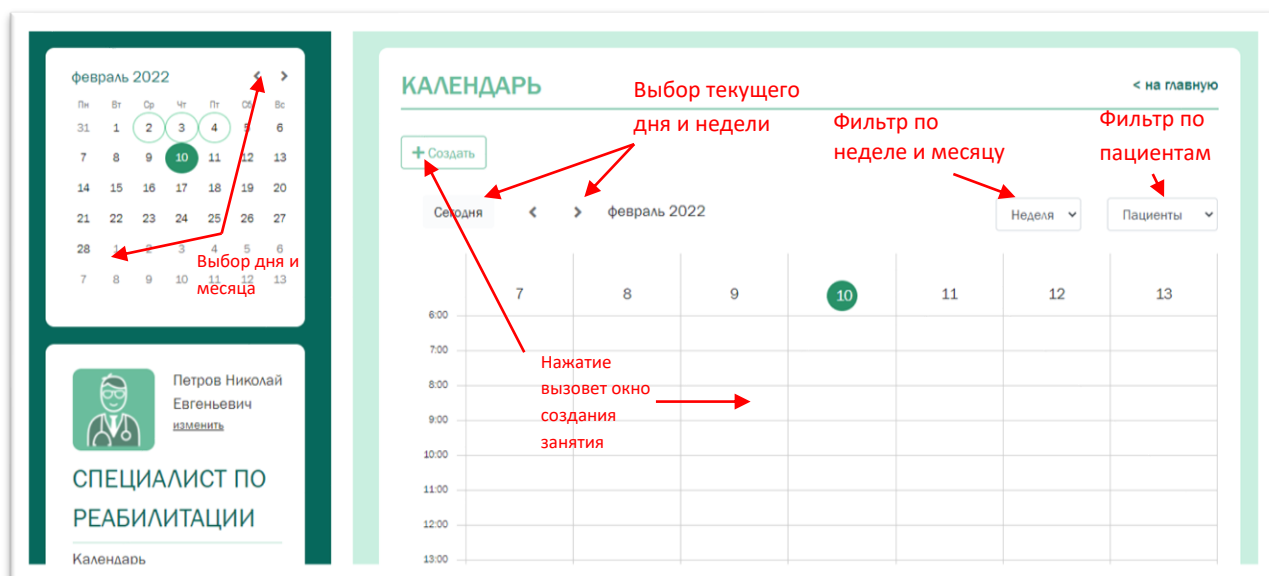 февраль 2022 < >
Пн Вт Ср Чт Пт Сб Вс
31 1 2 3 4 5 6
7 8 9 10 11 12 13
14 15 16 17 18 19 20
21 22 23 24 25 26 27
28 1 2 3 4 5 6
7 8 9 10 11 12 13
Выбор дня и
месяца
Петров Николай
Евгеньевич
изменить
СПЕЦИАЛИСТ ПО
РЕАБИЛИТАЦИИ
Календарь
КАЛЕНДАРЬ
< на главную
Выбор текущего
дня и недели
Фильтр по
неделе и месяцу
Фильтр по
пациентам
+ Создать
Сегодня < > февраль 2022
Неделя
Пациенты
7 8 9 10 11 12 13
6:00
7:00
8:00
9:00
10:00
11:00
12:00
13:00
Нажатие
вызовет окно
создания
занятия